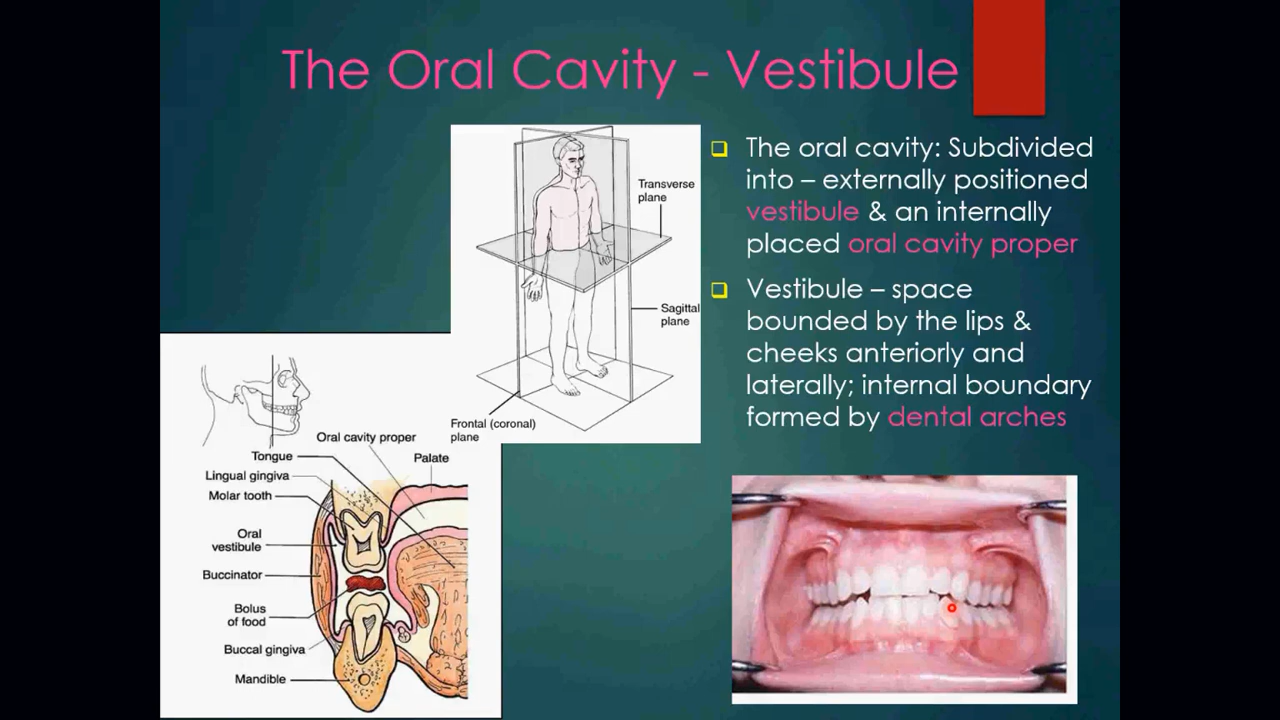 The Oral Cavity - Vestibule
The oral cavity: Subdivided
into – externally positioned
vestibule & an internally
placed oral cavity proper
Vestibule – space
bounded by the lips &
cheeks anteriorly and
laterally; internal boundary
formed by dental arches
Transverse
plane
Sagittal
plane
Frontal (coronal)
plane
Oral cavity proper
Tongue
Palate
Lingual gingiva
Molar tooth
Oral
vestibule
Buccinator
Bolus
of food
Buccal gingiva
Mandible